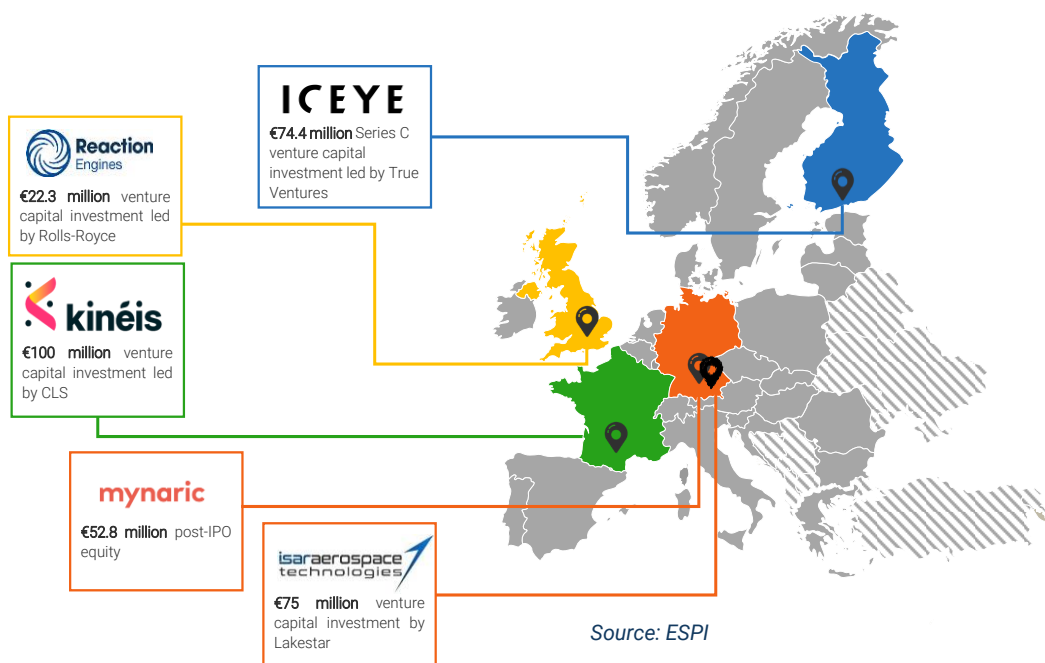 ICEYE
€74.4 million Series C
venture capital
investment led by True
Ventures
Reaction
Engines
€22.3 million venture
capital investment led
by Rolls-Royce
kinéis
€100 million venture
capital investment led
by CLS
mynaric
€52.8 million post-IPO
equity
isaraerospace
technologies
€75 million venture
capital investment by
Lakestar
Source: ESPI